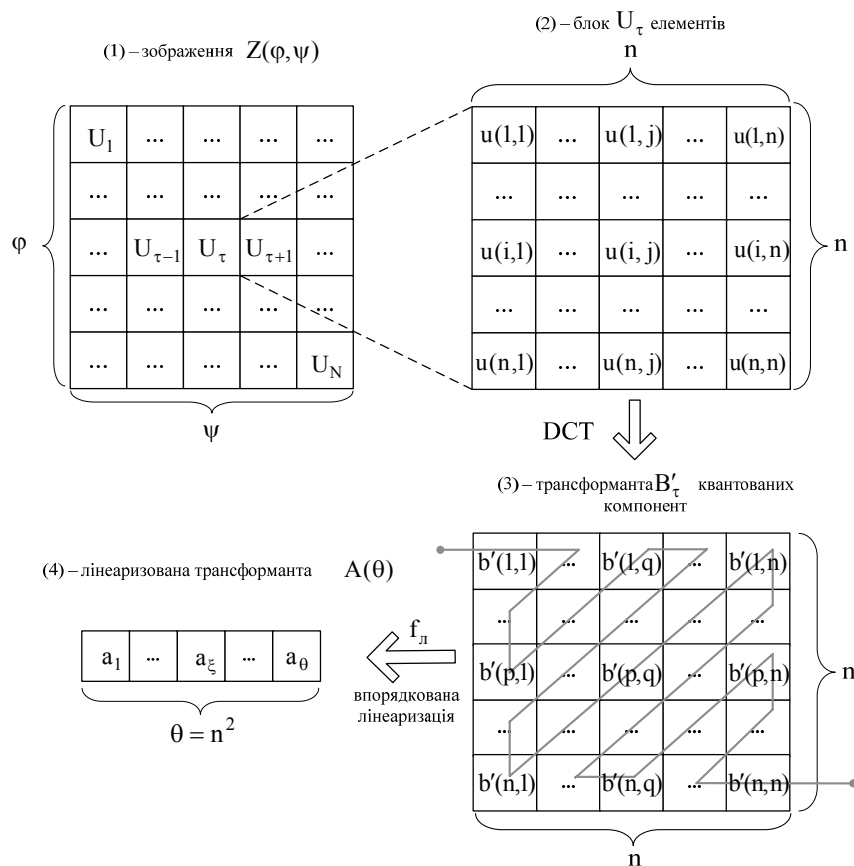 (1) – зображення Z(φ,ψ)
(2) – блок U_τ елементів
n
U_1 ... ... ... ...
... ... ... ... ...
... U_τ−1 U_τ U_τ+1 ...
... ... ... ... ...
... ... ... ... U_N
φ
ψ
u(1,1) ... u(1,j) ... u(1,n)
... ... ... ... ...
u(i,1) ... u(i,j) ... u(i,n)
... ... ... ... ...
u(n,1) ... u(n,j) ... u(n,n)
n
DCT
(3) – трансформанта B′_τ квантованих
компонент
b′(1,1) ... b′(1,q) ... b′(1,n)
... ... ... ... ...
b′(p,1) ... b′(p,q) ... b′(p,n)
... ... ... ... ...
b′(n,1) ... b′(n,q) ... b′(n,n)
n
n
(4) – лінеаризована трансформанта A(θ)
f_л
впорядкована
лінеаризація
a_1 ... a_ξ ... a_θ
θ = n²